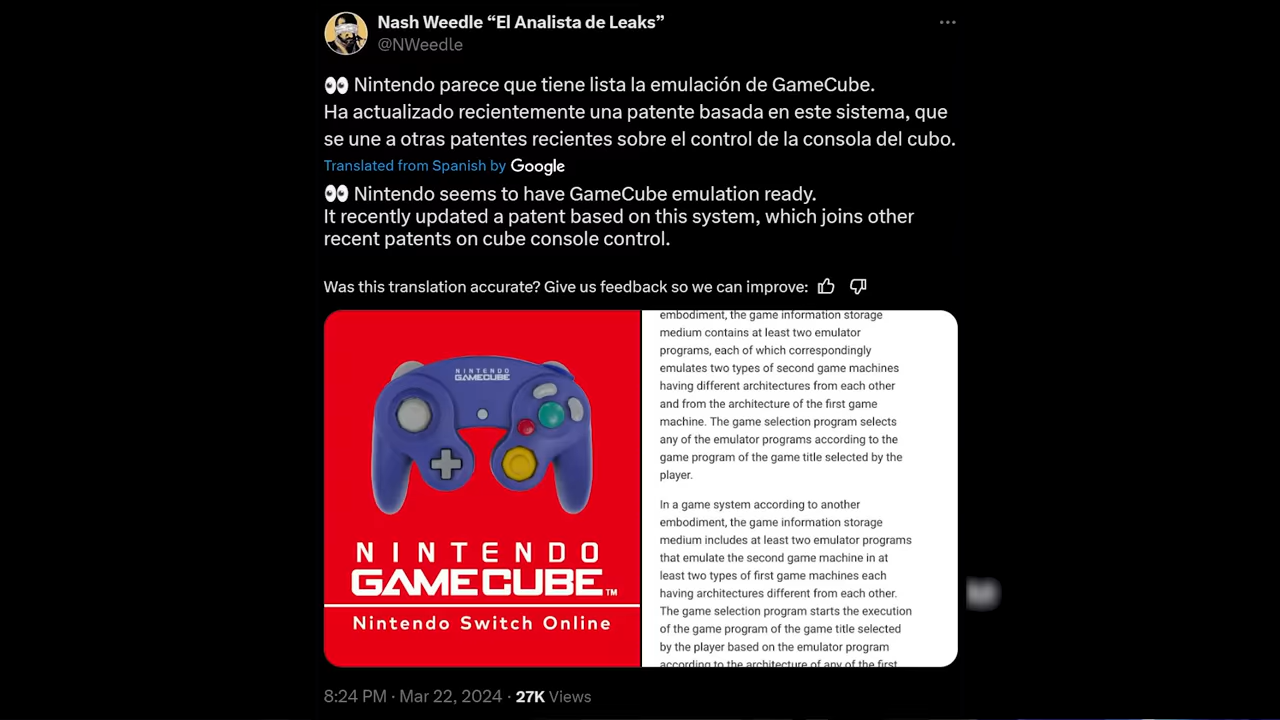 Nash Weedle “El Analista de Leaks”
@NWeedle
👀 Nintendo parece que tiene lista la emulación de GameCube.
Ha actualizado recientemente una patente basada en este sistema, que
se une a otras patentes recientes sobre el control de la consola del cubo.
Translated from Spanish by Google
👀 Nintendo seems to have GameCube emulation ready.
It recently updated a patent based on this system, which joins other
recent patents on cube console control.
Was this translation accurate? Give us feedback so we can improve:
NINTENDO
GAMECUBE
NINTENDO
GAMECUBE™
Nintendo Switch Online
embodiment, the game information storage
medium contains at least two emulator
programs, each of which correspondingly
emulates two types of second game machines
having different architectures from each other
and from the architecture of the first game
machine. The game selection program selects
any of the emulator programs according to the
game program of the game title selected by the
player.
In a game system according to another
embodiment, the game information storage
medium includes at least two emulator programs
that emulate the second game machine in at
least two types of first game machines each
having architectures different from each other.
The game selection program starts the execution
of the game program of the game title selected
by the player based on the emulator program
according to the architecture of any of the first
8:24 PM · Mar 22, 2024 · 27K Views